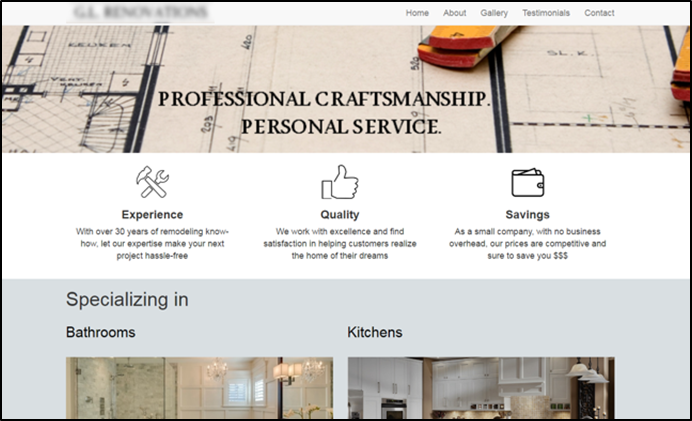 G.L. RENOVATIONS
Home About Gallery Testimonials Contact
KEUKEN
SL.K
PROFESSIONAL CRAFTSMANSHIP.
PERSONAL SERVICE.
Experience Quality Savings
With over 30 years of remodeling know-
how, let our expertise make your next
project hassle-free
We work with excellence and find
satisfaction in helping customers realize
the home of their dreams
As a small company, with no business
overhead, our prices are competitive and
sure to save you $$$
Specializing in
Bathrooms Kitchens